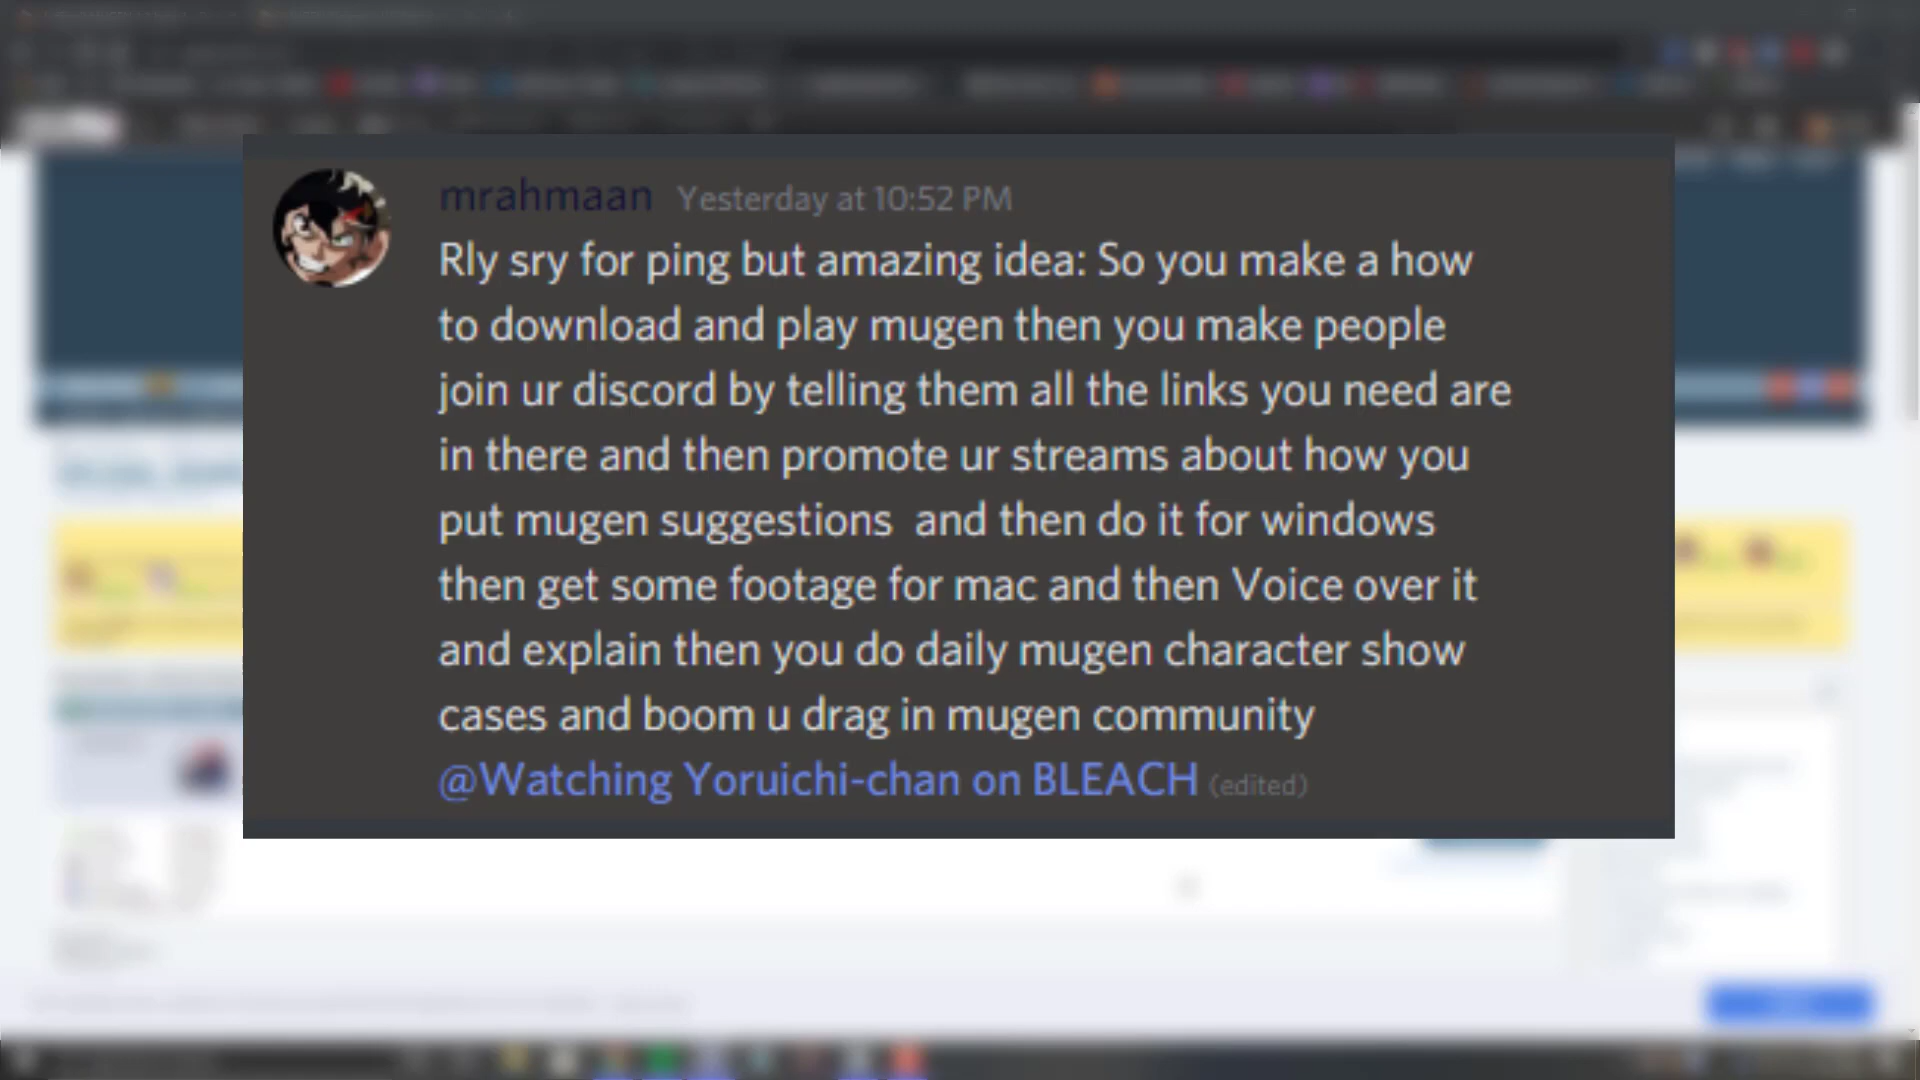 mrahmaan Yesterday at 10:52 PM
Rly sry for ping but amazing idea: So you make a how
to download and play mugen then you make people
join ur discord by telling them all the links you need are
in there and then promote ur streams about how you
put mugen suggestions  and then do it for windows
then get some footage for mac and then Voice over it
and explain then you do daily mugen character show
cases and boom u drag in mugen community
@Watching Yoruichi-chan on BLEACH (edited)